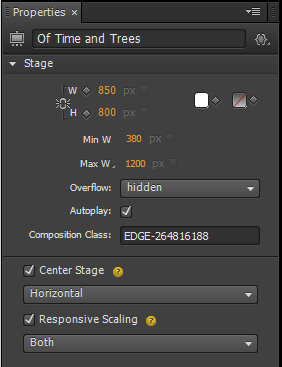 Properties ×
Of Time and Trees
Stage
W 850 px
H 800 px
Min W 380 px
Max W 1200 px
Overflow: hidden
Autoplay:
Composition Class: EDGE-264816188
Center Stage ?
Horizontal
Responsive Scaling ?
Both